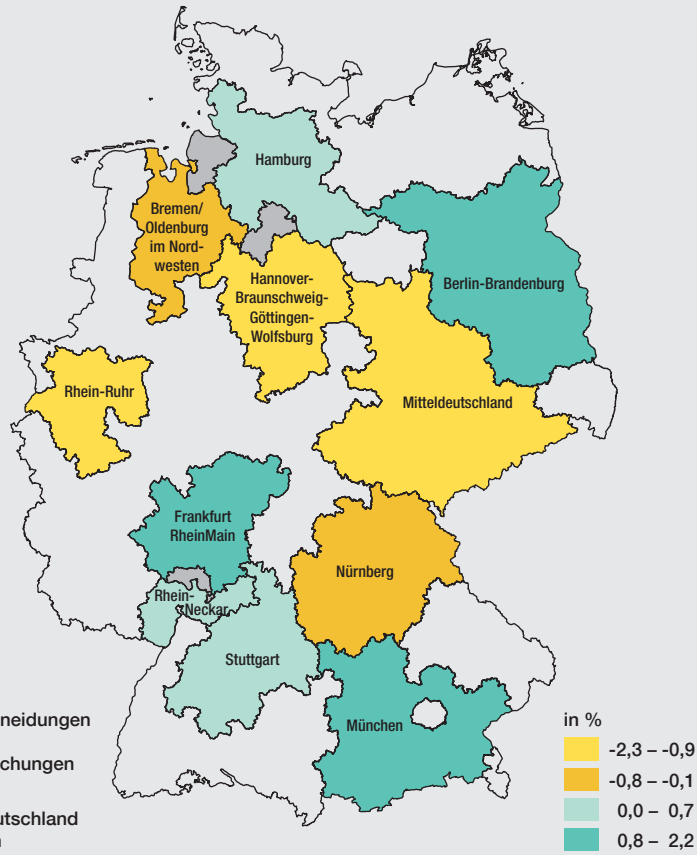 Hamburg
Bremen/
Oldenburg
im Nord-
westen
Hannover-
Braunschweig-
Göttingen-
Wolfsburg
Berlin-Brandenburg
Rhein-Ruhr
Mitteldeutschland
Frankfurt
RheinMain
Nürnberg
Rhein-
Neckar
Stuttgart
München
neidungen
chungen
utschland
in %
-2,3 – -0,9
-0,8 – -0,1
0,0 – 0,7
0,8 – 2,2